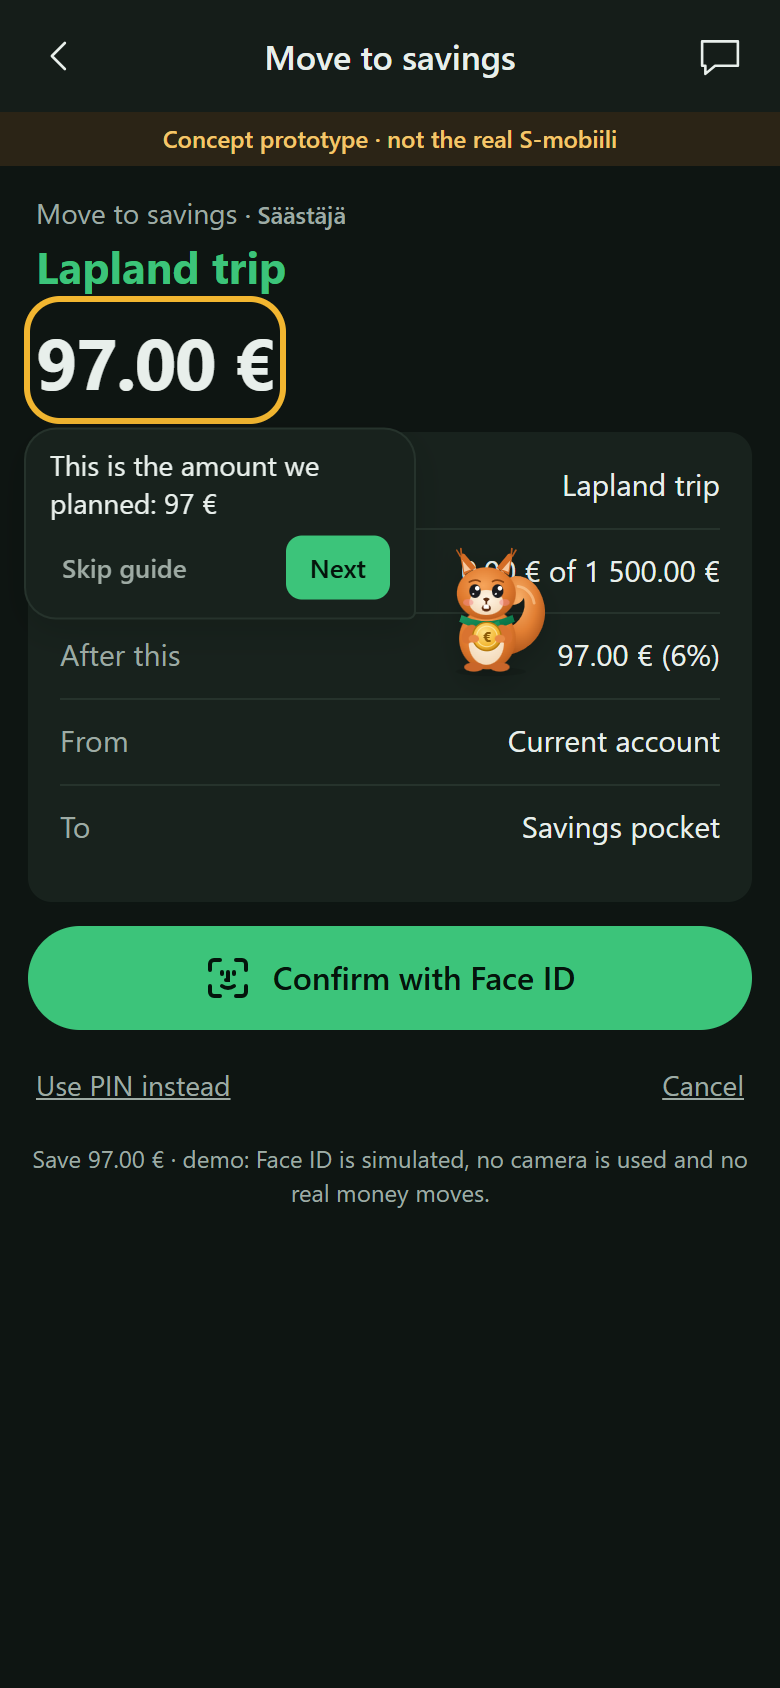 Move to savings
Concept prototype · not the real S-mobiili
Move to savings · Säästäjä
Lapland trip
97.00 €
This is the amount we
planned: 97 €
Skip guide
Next
Lapland trip
€ of 1 500.00 €
After this
97.00 € (6%)
From
Current account
To
Savings pocket
Confirm with Face ID
Use PIN instead
Cancel
Save 97.00 € · demo: Face ID is simulated, no camera is used and no
real money moves.